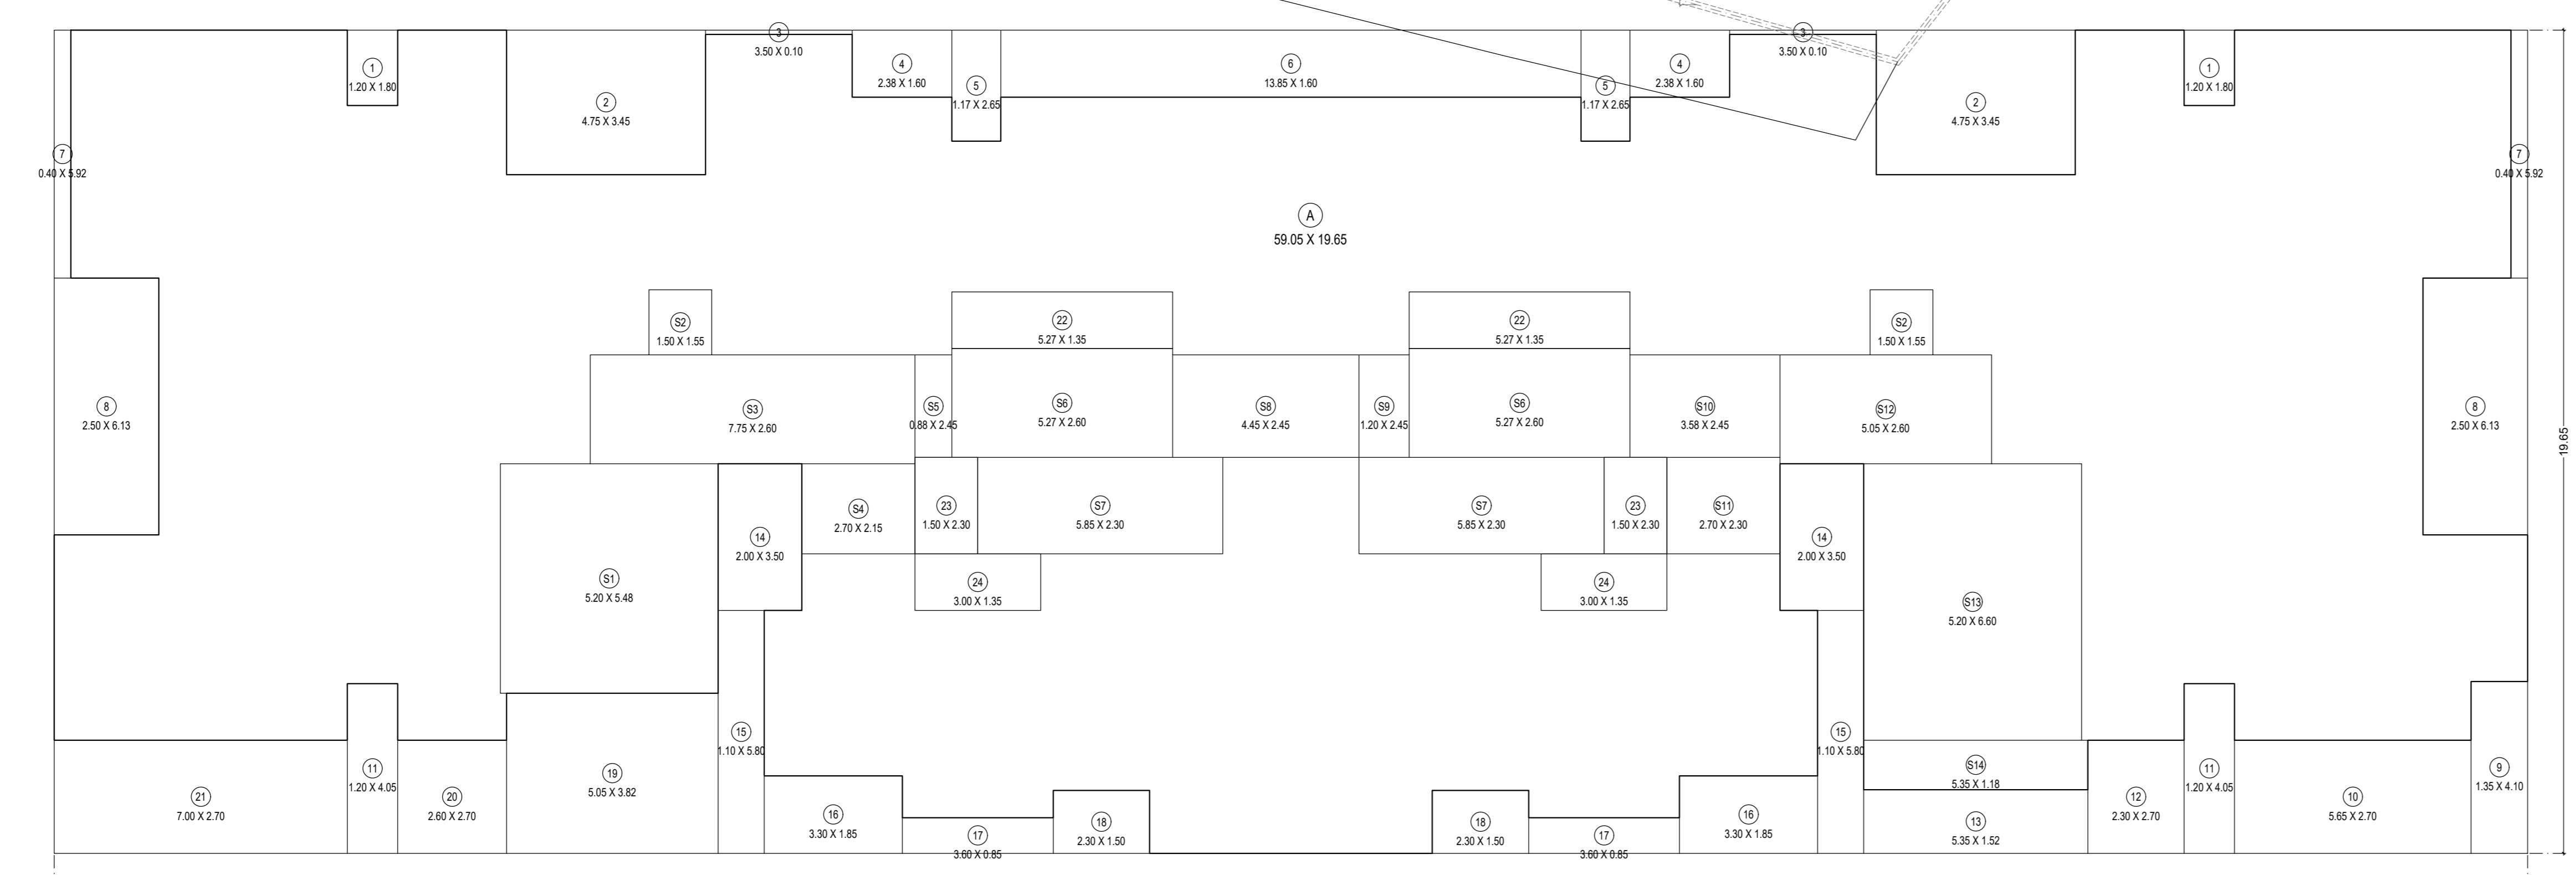 3
3.50 X 0.10
3
3.50 X 0.10
1
1.20 X 1.80
2
4.75 X 3.45
4
2.38 X 1.60
5
1.17 X 2.65
6
13.85 X 1.60
5
1.17 X 2.65
4
2.38 X 1.60
2
4.75 X 3.45
1
1.20 X 1.80
7
0.40 X 5.92
7
0.40 X 5.92
A
59.05 X 19.65
S2
1.50 X 1.55
22
5.27 X 1.35
22
5.27 X 1.35
S2
1.50 X 1.55
8
2.50 X 6.13
S3
7.75 X 2.60
S5
0.88 X 2.45
S6
5.27 X 2.60
S8
4.45 X 2.45
S9
1.20 X 2.45
S6
5.27 X 2.60
S10
3.58 X 2.45
S12
5.05 X 2.60
8
2.50 X 6.13
19.65
14
2.00 X 3.50
S4
2.70 X 2.15
23
1.50 X 2.30
S7
5.85 X 2.30
S7
5.85 X 2.30
23
1.50 X 2.30
S11
2.70 X 2.30
14
2.00 X 3.50
S1
5.20 X 5.48
24
3.00 X 1.35
24
3.00 X 1.35
S13
5.20 X 6.60
15
1.10 X 5.80
15
1.10 X 5.80
21
7.00 X 2.70
11
1.20 X 4.05
20
2.60 X 2.70
19
5.05 X 3.82
16
3.30 X 1.85
17
3.60 X 0.85
18
2.30 X 1.50
18
2.30 X 1.50
17
3.60 X 0.85
16
3.30 X 1.85
S14
5.35 X 1.18
13
5.35 X 1.52
12
2.30 X 2.70
11
1.20 X 4.05
10
5.65 X 2.70
9
1.35 X 4.10